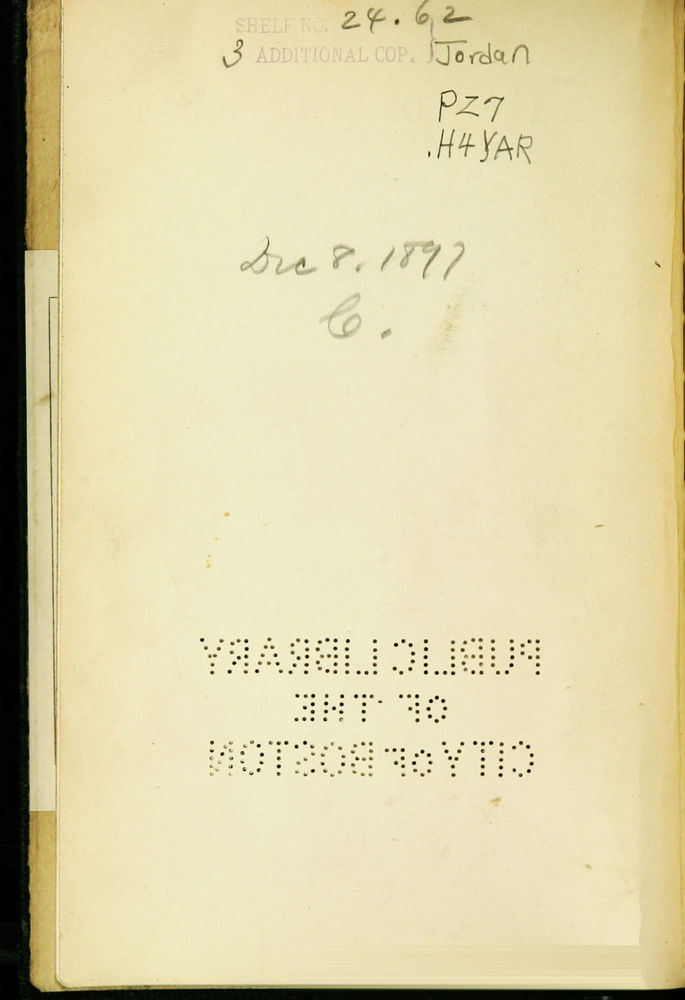 SHELF NO. 24.62
3 ADDITIONAL COP. Jordan
PZ7
.H4YAR
Dec 8. 1897
C.
PUBLIC LIBRARY
OF THE
CITY OF BOSTON